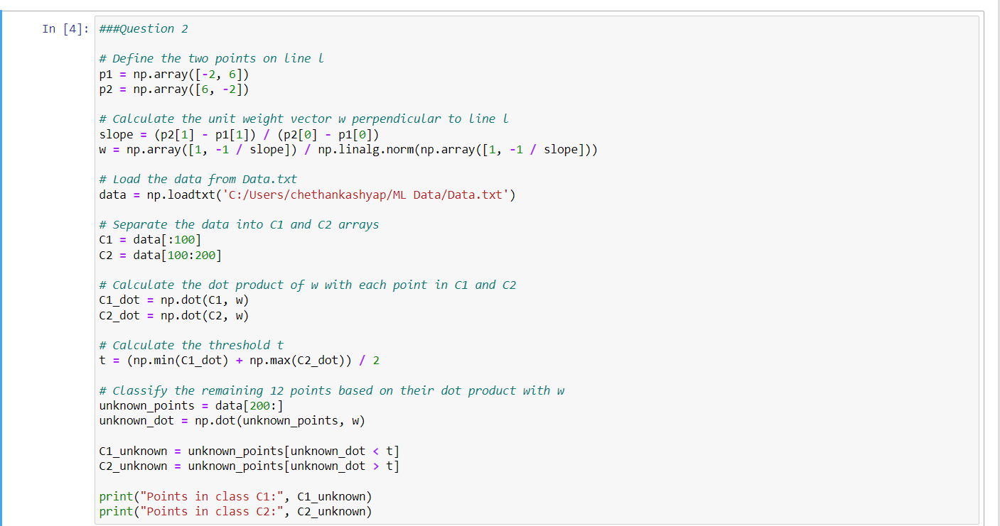 In [4]: ###Question 2
# Define the two points on line l
p1 = np.array([-2, 6])
p2 = np.array([6, -2])
# Calculate the unit weight vector w perpendicular to line l
slope = (p2[1] - p1[1]) / (p2[0] - p1[0])
w = np.array([1, -1 / slope]) / np.linalg.norm(np.array([1, -1 / slope]))
# Load the data from Data.txt
data = np.loadtxt('C:/Users/chethankashyap/ML Data/Data.txt')
# Separate the data into C1 and C2 arrays
C1 = data[:100]
C2 = data[100:200]
# Calculate the dot product of w with each point in C1 and C2
C1_dot = np.dot(C1, w)
C2_dot = np.dot(C2, w)
# Calculate the threshold t
t = (np.min(C1_dot) + np.max(C2_dot)) / 2
# Classify the remaining 12 points based on their dot product with w
unknown_points = data[200:]
unknown_dot = np.dot(unknown_points, w)
C1_unknown = unknown_points[unknown_dot < t]
C2_unknown = unknown_points[unknown_dot > t]
print("Points in class C1:", C1_unknown)
print("Points in class C2:", C2_unknown)